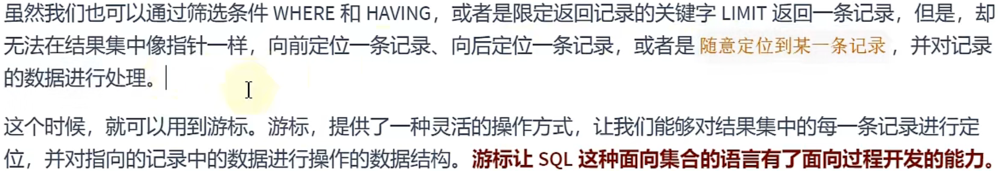 虽然我们也可以通过筛选条件 WHERE 和 HAVING，或者是限定返回记录的关键字 LIMIT 返回一条记录，但是，却
无法在结果集中像指针一样，向前定位一条记录、向后定位一条记录，或者是 随意定位到某一条记录 ，并对记录
的数据进行处理。
这个时候，就可以用到游标。游标，提供了一种灵活的操作方式，让我们能够对结果集中的每一条记录进行定
位，并对指向的记录中的数据进行操作的数据结构。游标让 SQL 这种面向集合的语言有了面向过程开发的能力。